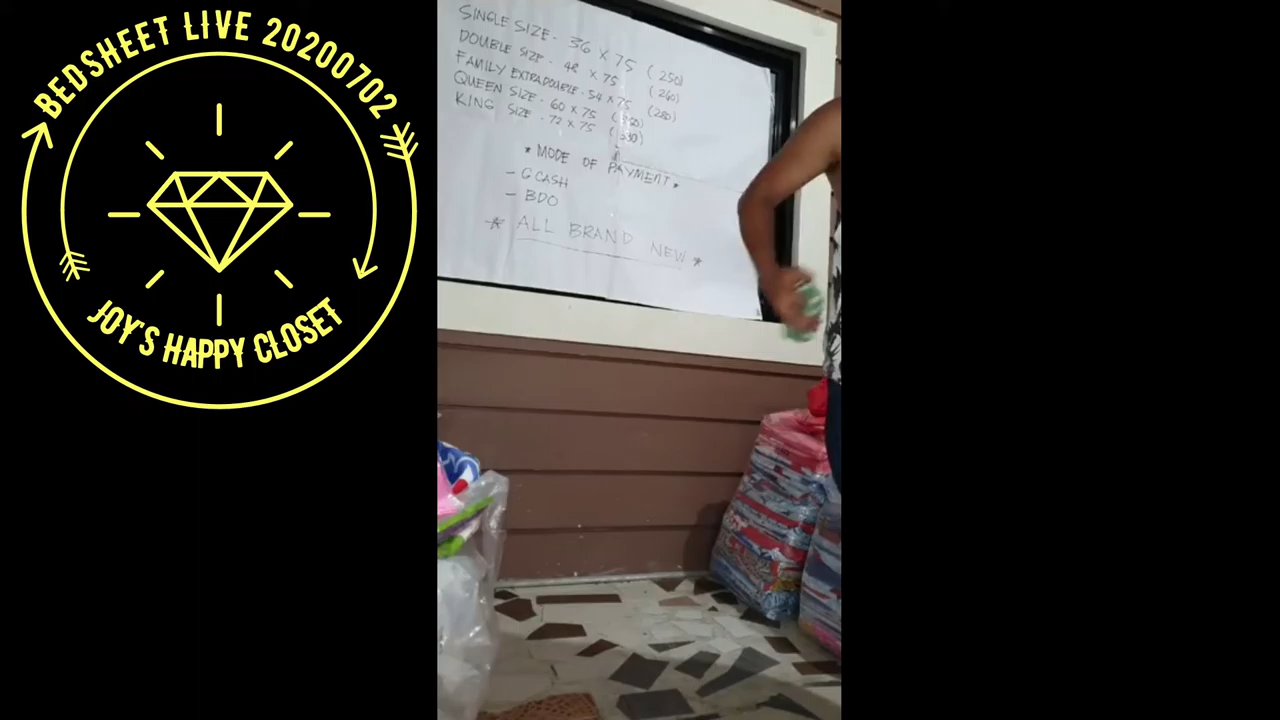 BEDSHEET LIVE 20200702
JOY'S HAPPY CLOSET
SINGLE SIZE - 36 x 75 (250)
DOUBLE SIZE - 48 x 75 (260)
FAMILY EXTRADOUBLE - 54 x 75 (280)
QUEEN SIZE - 60 x 75
KING SIZE - 72 x 75
* MODE OF PAYMENT *
- GCASH
- BDO
* ALL BRAND NEW *